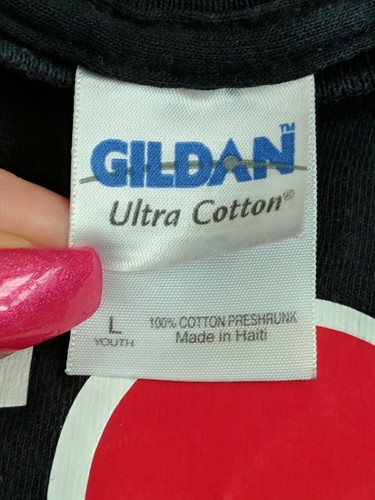 GILDAN™
Ultra Cotton®
L
YOUTH
100% COTTON PRESHRUNK
Made in Haiti